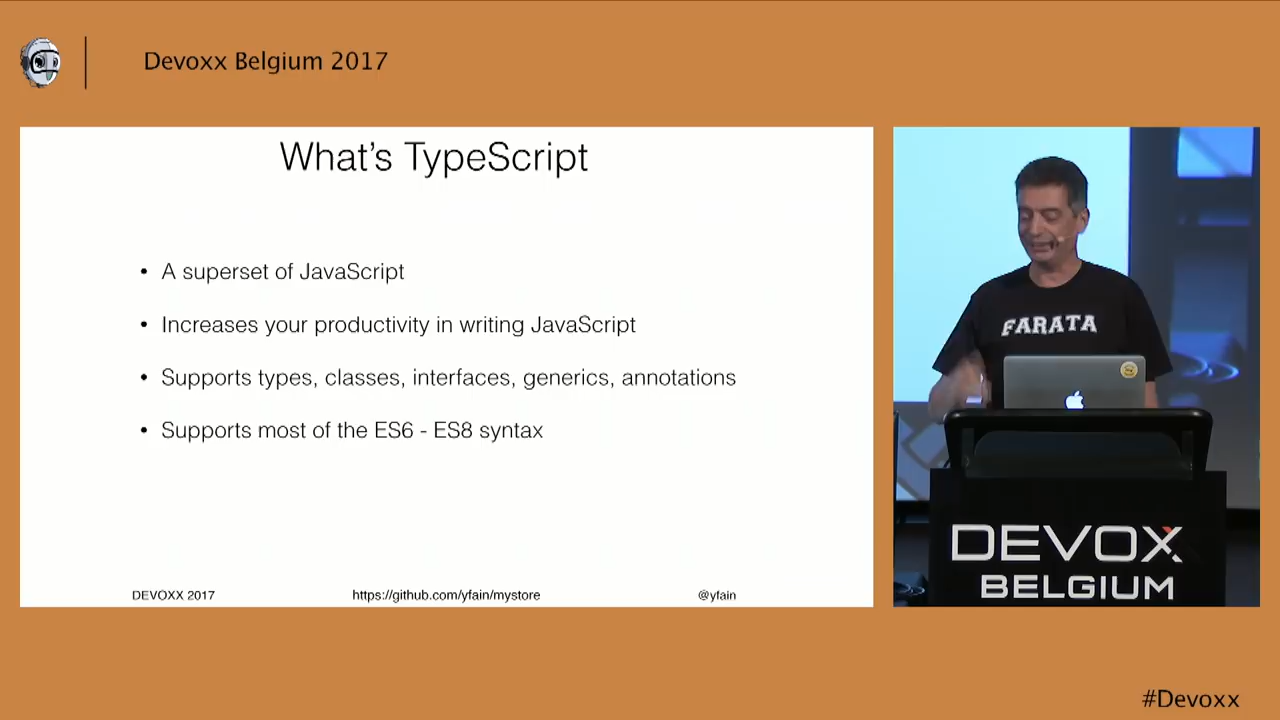 Devoxx Belgium 2017
What's TypeScript
• A superset of JavaScript
• Increases your productivity in writing JavaScript
• Supports types, classes, interfaces, generics, annotations
• Supports most of the ES6 - ES8 syntax
DEVOXX 2017
https://github.com/yfain/mystore
@yfain
FARATA
DEVOX
BELGIUM
#Devoxx